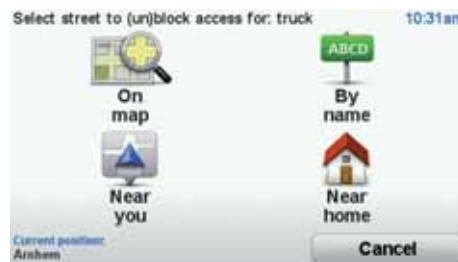 Select street to (un)block access for: truck 10:31am
ABCD
On
map
By
name
Near
you
Near
home
Current position:
Arnhem
Cancel